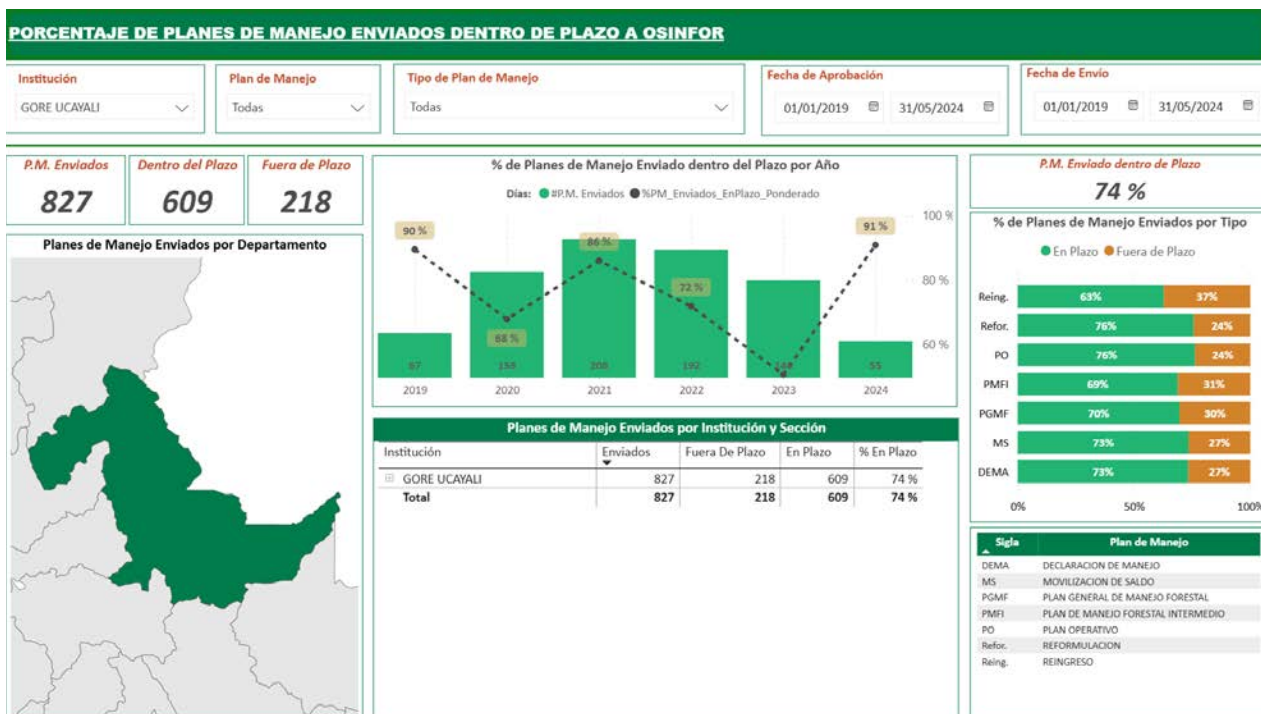 PORCENTAJE DE PLANES DE MANEJO ENVIADOS DENTRO DE PLAZO A OSINFOR
Institución
GORE UCAYALI
Plan de Manejo
Todas
Tipo de Plan de Manejo
Todas
Fecha de Aprobación
01/01/2019 31/05/2024
Fecha de Envío
01/01/2019 31/05/2024
P.M. Enviados
827
Dentro del Plazo
609
Fuera de Plazo
218
Planes de Manejo Enviados por Departamento
% de Planes de Manejo Enviado dentro del Plazo por Año
Días: #P.M. Enviados %PM_Enviados_EnPlazo_Ponderado
100 %
80 %
60 %
90 %
68 %
86 %
72 %
91 %
67 158 208 192 55
2019 2020 2021 2022 2023 2024
Planes de Manejo Enviados por Institución y Sección
Institución Enviados Fuera De Plazo En Plazo % En Plazo
GORE UCAYALI 827 218 609 74 %
Total 827 218 609 74 %
P.M. Enviado dentro de Plazo
74 %
% de Planes de Manejo Enviados por Tipo
En Plazo Fuera de Plazo
Reing. 63% 37%
Refor. 76% 24%
PO 76% 24%
PMFI 69% 31%
PGMF 70% 30%
MS 73% 27%
DEMA 73% 27%
0% 50% 100%
Sigla Plan de Manejo
DEMA DECLARACION DE MANEJO
MS MOVILIZACION DE SALDO
PGMF PLAN GENERAL DE MANEJO FORESTAL
PMFI PLAN DE MANEJO FORESTAL INTERMEDIO
PO PLAN OPERATIVO
Refor. REFORMULACION
Reing. REINGRESO